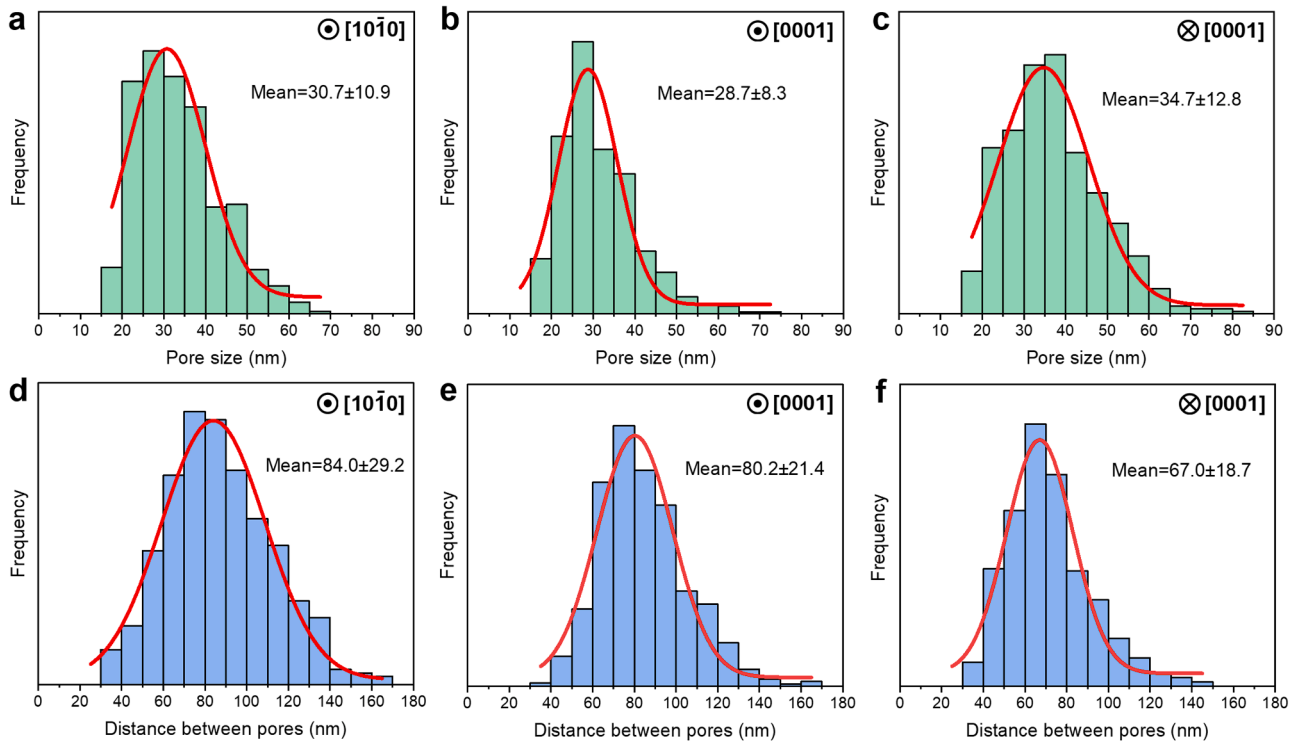 a
⊙ [101̄0]
Mean=30.7±10.9
Frequency
0 10 20 30 40 50 60 70 80 90
Pore size (nm)
b
⊙ [0001]
Mean=28.7±8.3
Frequency
0 10 20 30 40 50 60 70 80 90
Pore size (nm)
c
⊗ [0001]
Mean=34.7±12.8
Frequency
0 10 20 30 40 50 60 70 80 90
Pore size (nm)
d
⊙ [101̄0]
Mean=84.0±29.2
Frequency
0 20 40 60 80 100 120 140 160 180
Distance between pores (nm)
e
⊙ [0001]
Mean=80.2±21.4
Frequency
0 20 40 60 80 100 120 140 160 180
Distance between pores (nm)
f
⊗ [0001]
Mean=67.0±18.7
Frequency
0 20 40 60 80 100 120 140 160 180
Distance between pores (nm)